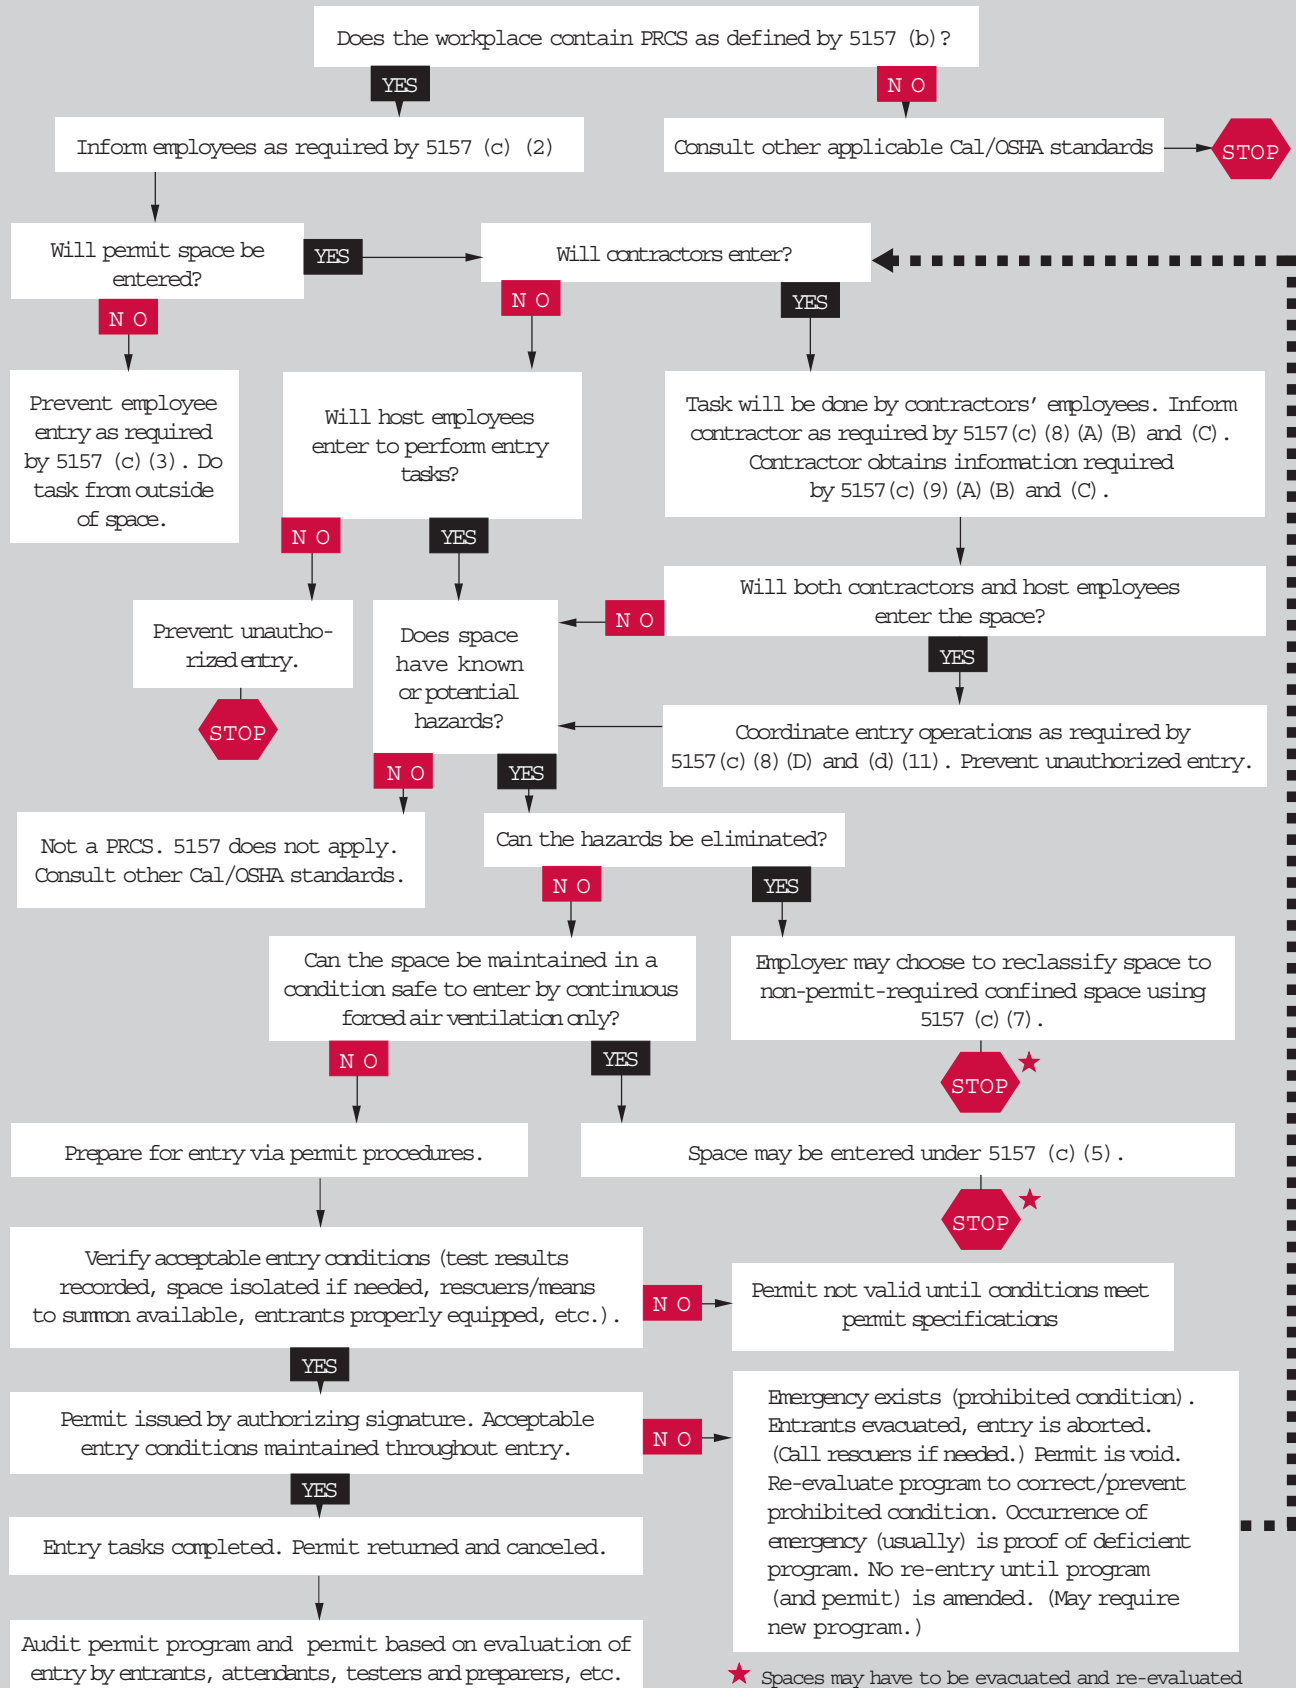 Does the workplace contain PRCS as defined by 5157 (b)?
YES
NO
Inform employees as required by 5157 (c) (2)
Consult other applicable Cal/OSHA standards
STOP
Will permit space be
entered?
YES
Will contractors enter?
NO
NO
YES
Prevent employee
entry as required
by 5157 (c) (3). Do
task from outside
of space.
Will host employees
enter to perform entry
tasks?
Task will be done by contractors' employees. Inform
contractor as required by 5157(c) (8) (A) (B) and (C).
Contractor obtains information required
by 5157(c) (9) (A) (B) and (C).
NO
YES
Prevent unautho-
rized entry.
STOP
Does space
have known
or potential
hazards?
NO
Will both contractors and host employees
enter the space?
YES
Coordinate entry operations as required by
5157(c) (8) (D) and (d) (11). Prevent unauthorized entry.
NO
YES
Not a PRCS. 5157 does not apply.
Consult other Cal/OSHA standards.
Can the hazards be eliminated?
NO
YES
Can the space be maintained in a
condition safe to enter by continuous
forced air ventilation only?
Employer may choose to reclassify space to
non-permit-required confined space using
5157 (c) (7).
STOP
NO
YES
Prepare for entry via permit procedures.
Space may be entered under 5157 (c) (5).
STOP
Verify acceptable entry conditions (test results
recorded, space isolated if needed, rescuers/means
to summon available, entrants properly equipped, etc.).
NO
Permit not valid until conditions meet
permit specifications
YES
Permit issued by authorizing signature. Acceptable
entry conditions maintained throughout entry.
NO
Emergency exists (prohibited condition).
Entrants evacuated, entry is aborted.
(Call rescuers if needed.) Permit is void.
Re-evaluate program to correct/prevent
prohibited condition. Occurrence of
emergency (usually) is proof of deficient
program. No re-entry until program
(and permit) is amended. (May require
new program.)
YES
Entry tasks completed. Permit returned and canceled.
Audit permit program and permit based on evaluation of
entry by entrants, attendants, testers and preparers, etc.
Spaces may have to be evacuated and re-evaluated